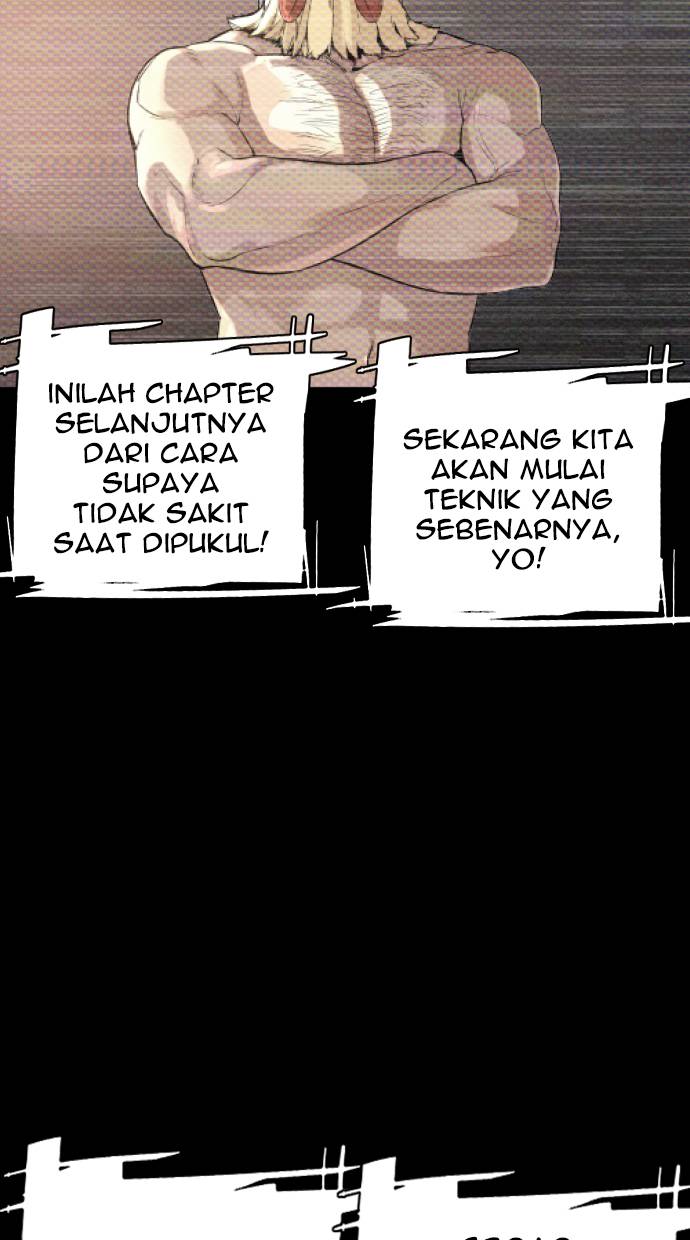 INILAH CHAPTER
SELANJUTNYA
DARI CARA
SUPAYA
TIDAK SAKIT
SAAT DIPUKUL!
SEKARANG KITA
AKAN MULAI
TEKNIK YANG
SEBENARNYA,
YO!